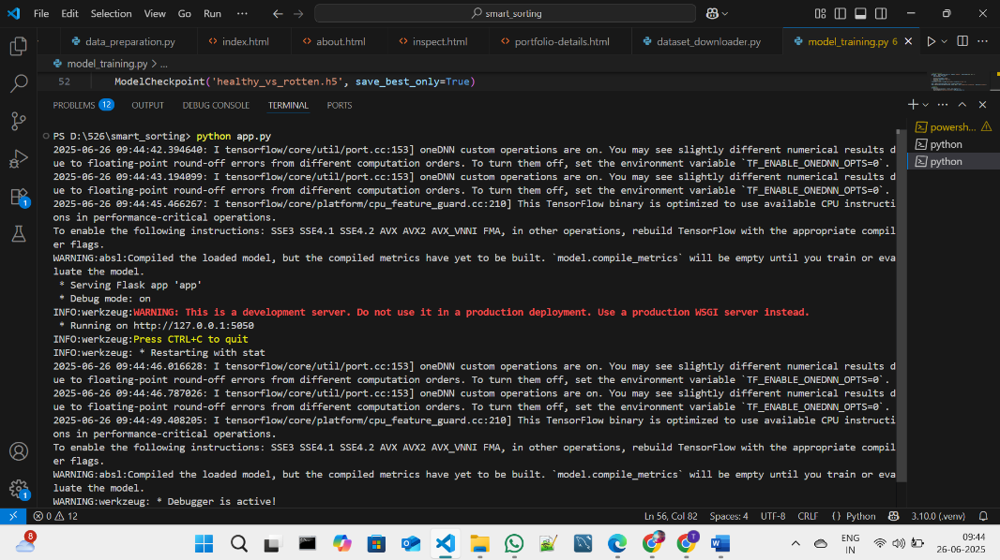 File Edit Selection View Go Run ··· ← → smart_sorting
data_preparation.py <> index.html <> about.html <> inspect.html <> portfolio-details.html dataset_downloader.py model_training.py 6 ×
model_training.py > ...
52 ModelCheckpoint('healthy_vs_rotten.h5', save_best_only=True)
PROBLEMS 12 OUTPUT DEBUG CONSOLE TERMINAL PORTS
PS D:\526\smart_sorting> python app.py
2025-06-26 09:44:42.394640: I tensorflow/core/util/port.cc:153] oneDNN custom operations are on. You may see slightly different numerical results d
ue to floating-point round-off errors from different computation orders. To turn them off, set the environment variable `TF_ENABLE_ONEDNN_OPTS=0`.
2025-06-26 09:44:43.194099: I tensorflow/core/util/port.cc:153] oneDNN custom operations are on. You may see slightly different numerical results d
ue to floating-point round-off errors from different computation orders. To turn them off, set the environment variable `TF_ENABLE_ONEDNN_OPTS=0`.
2025-06-26 09:44:45.466267: I tensorflow/core/platform/cpu_feature_guard.cc:210] This TensorFlow binary is optimized to use available CPU instructi
ons in performance-critical operations.
To enable the following instructions: SSE3 SSE4.1 SSE4.2 AVX AVX2 AVX_VNNI FMA, in other operations, rebuild TensorFlow with the appropriate compil
er flags.
WARNING:absl:Compiled the loaded model, but the compiled metrics have yet to be built. `model.compile_metrics` will be empty until you train or eva
luate the model.
* Serving Flask app 'app'
* Debug mode: on
INFO:werkzeug:WARNING: This is a development server. Do not use it in a production deployment. Use a production WSGI server instead.
* Running on http://127.0.0.1:5050
INFO:werkzeug:Press CTRL+C to quit
INFO:werkzeug: * Restarting with stat
2025-06-26 09:44:46.016628: I tensorflow/core/util/port.cc:153] oneDNN custom operations are on. You may see slightly different numerical results d
ue to floating-point round-off errors from different computation orders. To turn them off, set the environment variable `TF_ENABLE_ONEDNN_OPTS=0`.
2025-06-26 09:44:46.787026: I tensorflow/core/util/port.cc:153] oneDNN custom operations are on. You may see slightly different numerical results d
ue to floating-point round-off errors from different computation orders. To turn them off, set the environment variable `TF_ENABLE_ONEDNN_OPTS=0`.
2025-06-26 09:44:49.408205: I tensorflow/core/platform/cpu_feature_guard.cc:210] This TensorFlow binary is optimized to use available CPU instructi
ons in performance-critical operations.
To enable the following instructions: SSE3 SSE4.1 SSE4.2 AVX AVX2 AVX_VNNI FMA, in other operations, rebuild TensorFlow with the appropriate compil
er flags.
WARNING:absl:Compiled the loaded model, but the compiled metrics have yet to be built. `model.compile_metrics` will be empty until you train or eva
luate the model.
WARNING:werkzeug: * Debugger is active!
powersh...
python
python
1
1
0 12 Ln 56, Col 82 Spaces: 4 UTF-8 CRLF {} Python 3.10.0 (.venv)
8 ENG 09:44
IN 26-06-2025